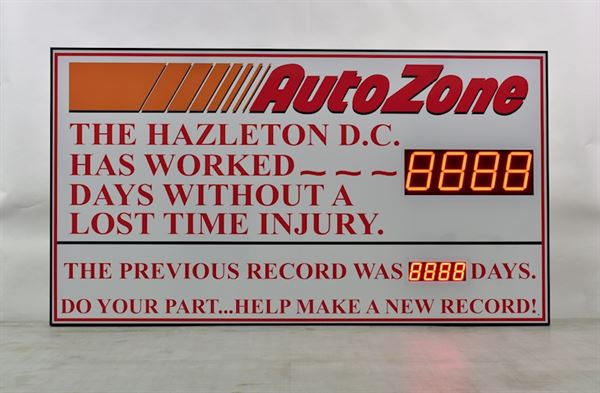 AutoZone
THE HAZLETON D.C.
HAS WORKED~~~ 8888
DAYS WITHOUT A
LOST TIME INJURY.
THE PREVIOUS RECORD WAS 8888 DAYS.
DO YOUR PART...HELP MAKE A NEW RECORD!